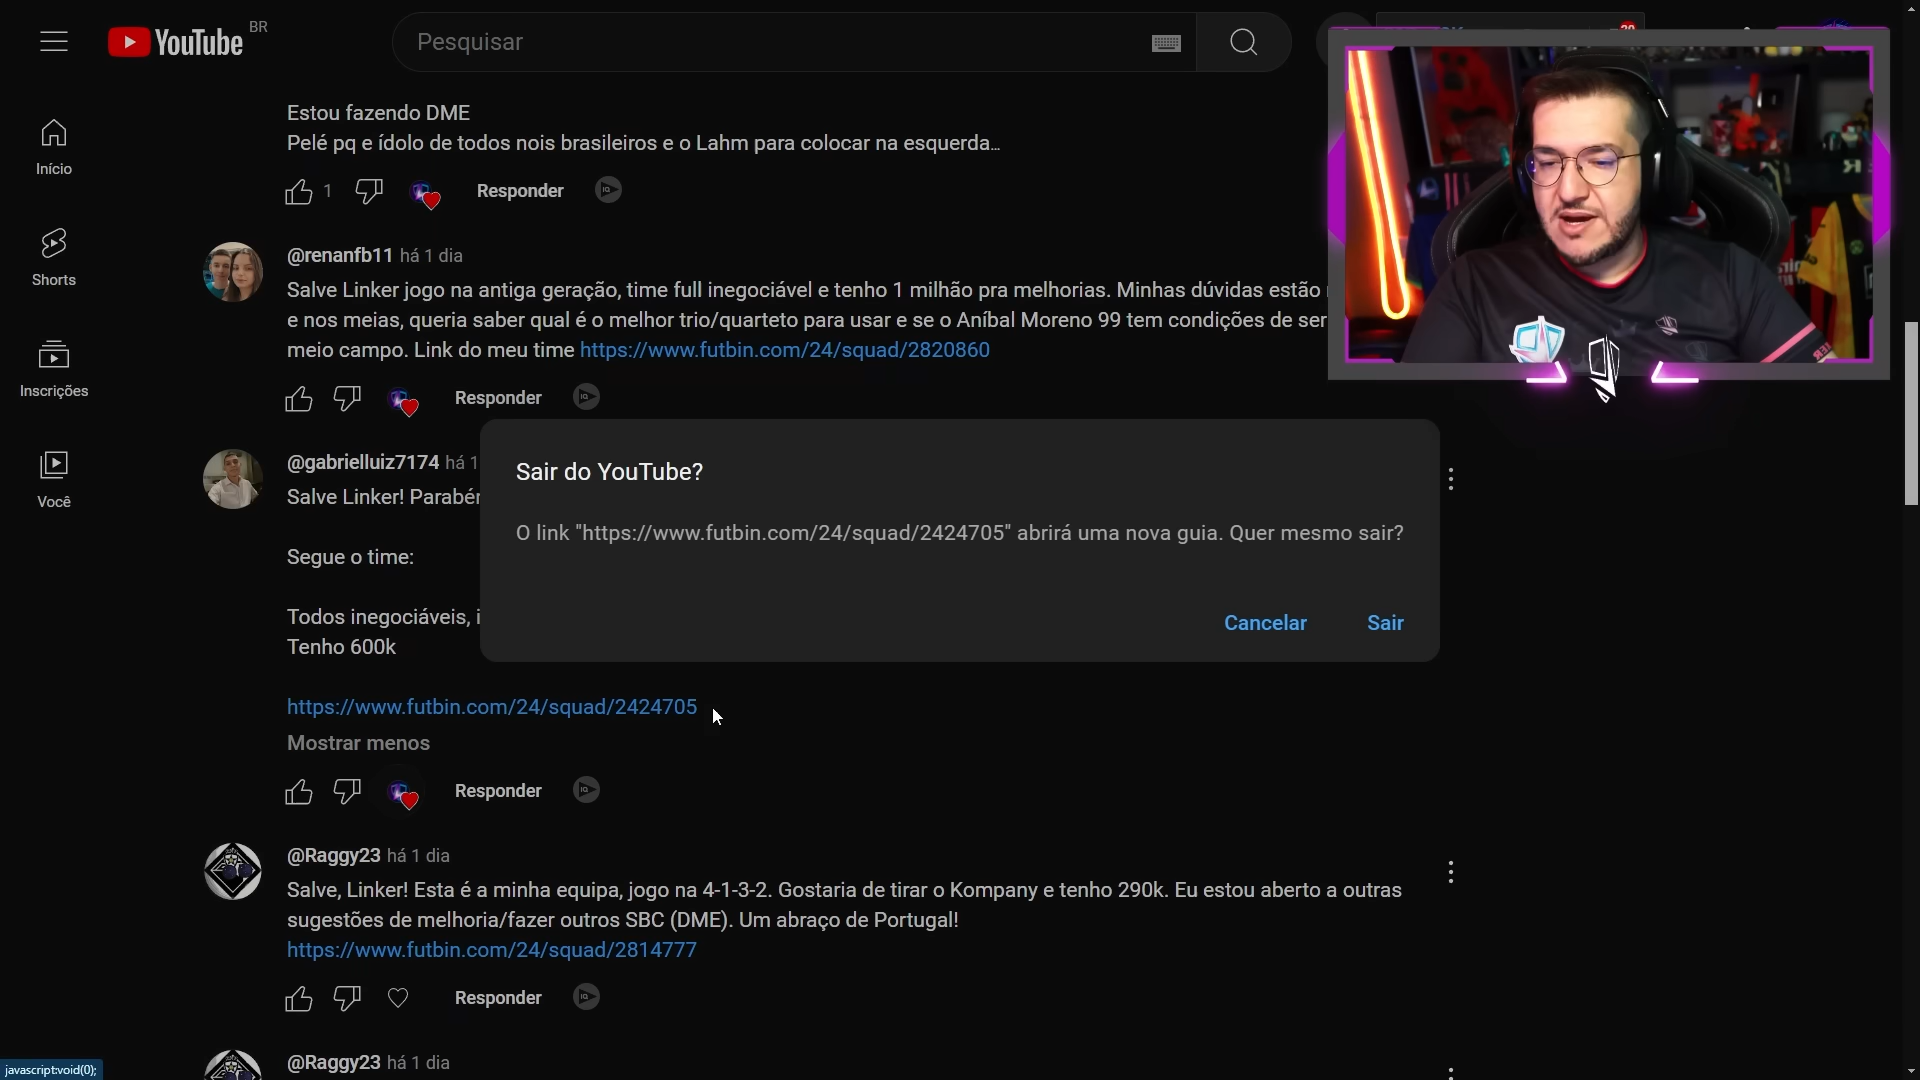 YouTube BR
Pesquisar
Início
Shorts
Inscrições
Você
Estou fazendo DME
Pelé pq e ídolo de todos nois brasileiros e o Lahm para colocar na esquerda...
1
Responder
@renanfb11 há 1 dia
Salve Linker jogo na antiga geração, time full inegociável e tenho 1 milhão pra melhorias. Minhas dúvidas estão
e nos meias, queria saber qual é o melhor trio/quarteto para usar e se o Aníbal Moreno 99 tem condições de ser
meio campo. Link do meu time https://www.futbin.com/24/squad/2820860
Responder
@gabrielluiz7174 há 1
Salve Linker!
Segue o time:
Todos inegociáveis,
Tenho 600k
https://www.futbin.com/24/squad/2424705
Mostrar menos
Responder
Sair do YouTube?
O link "https://www.futbin.com/24/squad/2424705" abrirá uma nova guia. Quer mesmo sair?
Cancelar
Sair
@Raggy23 há 1 dia
Salve, Linker! Esta é a minha equipa, jogo na 4-1-3-2. Gostaria de tirar o Kompany e tenho 290k. Eu estou aberto a outras
sugestões de melhoria/fazer outros SBC (DME). Um abraço de Portugal!
https://www.futbin.com/24/squad/2814777
Responder
@Raggy23 há 1 dia
javascript:void(0);